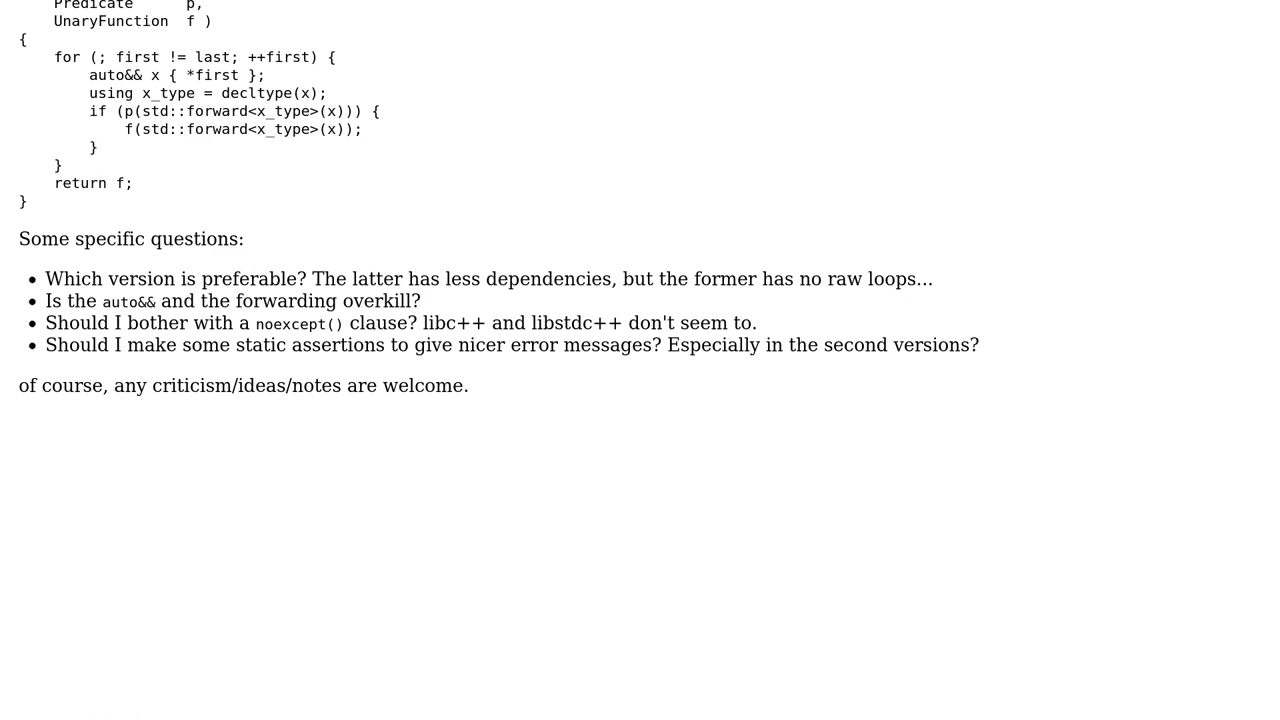 Predicate      p,
    UnaryFunction  f )
{
    for (; first != last; ++first) {
        auto&& x { *first };
        using x_type = decltype(x);
        if (p(std::forward<x_type>(x))) {
            f(std::forward<x_type>(x));
        }
    }
    return f;
}
Some specific questions:
• Which version is preferable? The latter has less dependencies, but the former has no raw loops...
• Is the auto&& and the forwarding overkill?
• Should I bother with a noexcept() clause? libc++ and libstdc++ don't seem to.
• Should I make some static assertions to give nicer error messages? Especially in the second versions?
of course, any criticism/ideas/notes are welcome.